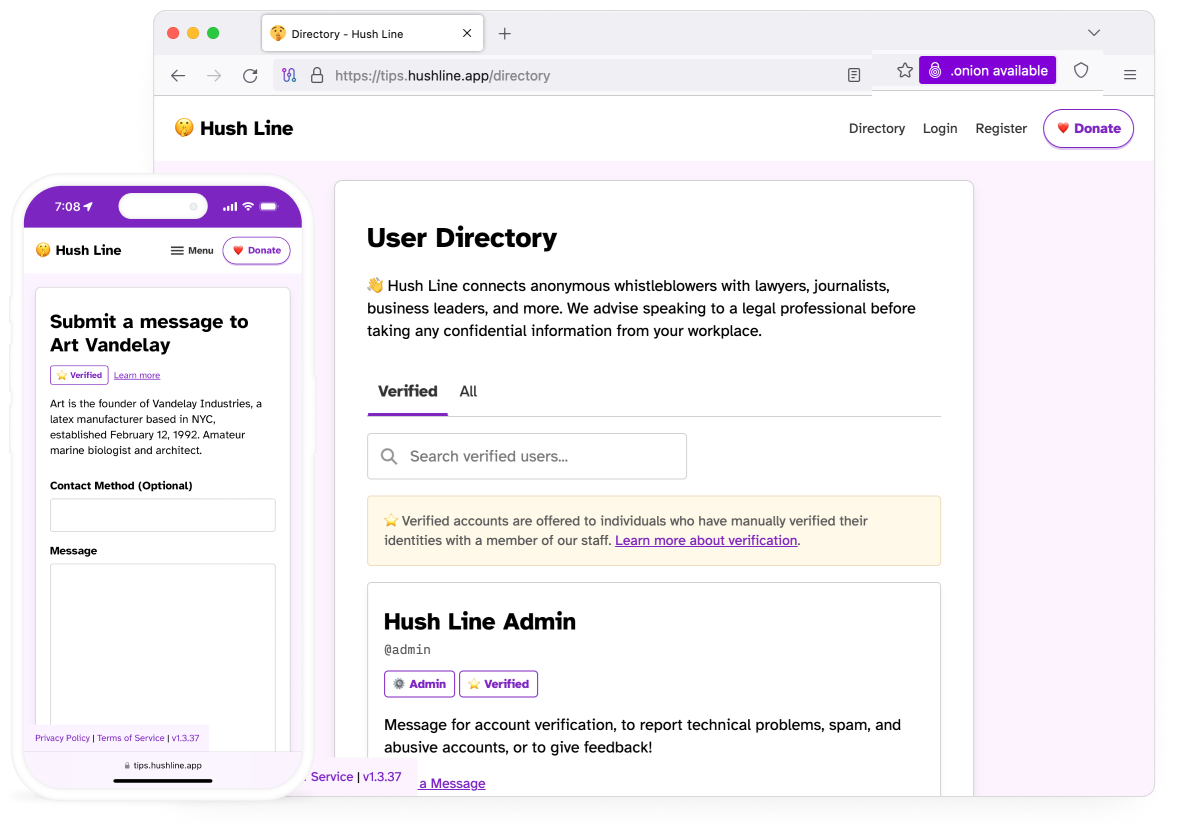 Directory - Hush Line
https://tips.hushline.app/directory
.onion available
Hush Line
Directory
Login
Register
Donate
User Directory
👋 Hush Line connects anonymous whistleblowers with lawyers, journalists,
business leaders, and more. We advise speaking to a legal professional before
taking any confidential information from your workplace.
Verified
All
Search verified users...
⭐ Verified accounts are offered to individuals who have manually verified their
identities with a member of our staff. Learn more about verification.
Hush Line Admin
@admin
Admin
Verified
Message for account verification, to report technical problems, spam, and
abusive accounts, or to give feedback!
a Message
Service | v1.3.37
7:08
Hush Line
Menu
Donate
Submit a message to
Art Vandelay
Verified
Learn more
Art is the founder of Vandelay Industries, a
latex manufacturer based in NYC,
established February 12, 1992. Amateur
marine biologist and architect.
Contact Method (Optional)
Message
Privacy Policy | Terms of Service | v1.3.37
tips.hushline.app